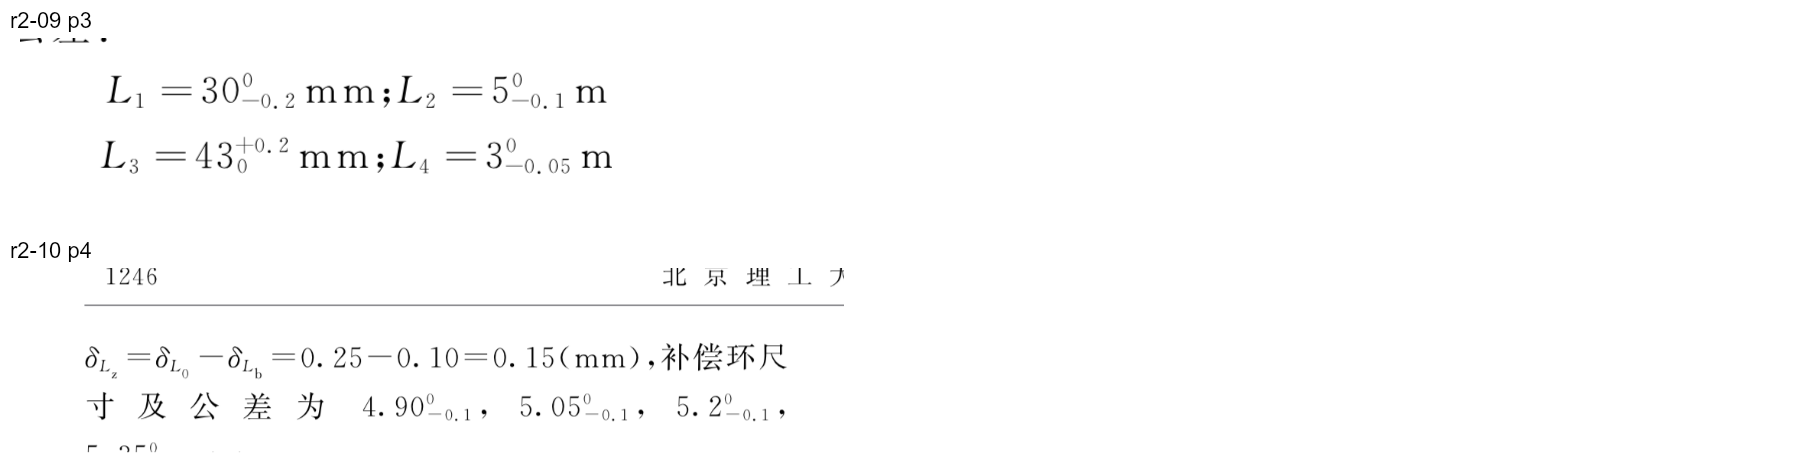 r2-09 p3
L₁ = 30⁰₋₀.₂ mm;L₂ = 5⁰₋₀.₁ m
L₃ = 43⁺⁰·²₀ mm;L₄ = 3⁰₋₀.₀₅ m
r2-10 p4
1246 北京理工大
δ_{L_z}=δ_{L_0}−δ_{L_b}=0.25−0.10=0.15(mm),补偿环尺
寸及公差为 4.90⁰₋₀.₁, 5.05⁰₋₀.₁, 5.2⁰₋₀.₁,